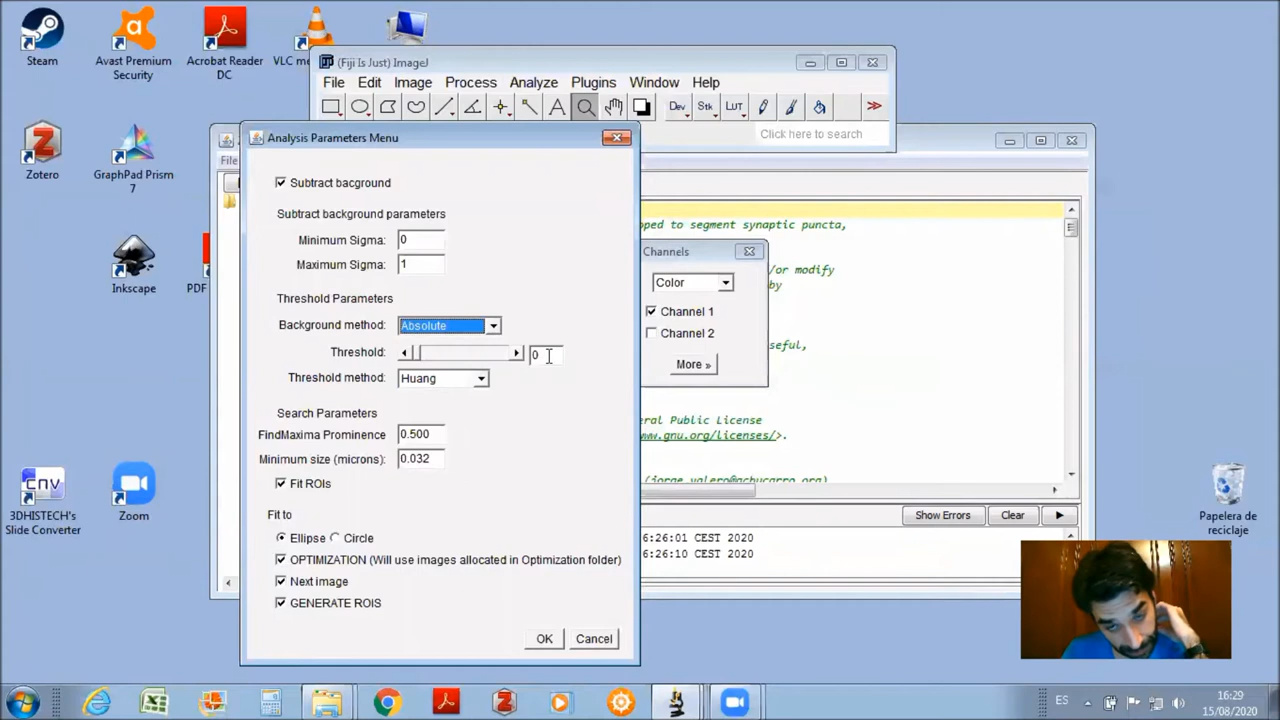 Steam
Avast Premium
Security
Acrobat Reader
DC
VLC me
(Fiji Is Just) ImageJ
File Edit Image Process Analyze Plugins Window Help
Dev Stk LUT
Click here to search
Zotero
GraphPad Prism
7
Inkscape
PDF
3DHISTECH's
Slide Converter
Zoom
Analysis Parameters Menu
Subtract bacground
Subtract background parameters
Minimum Sigma: 0
Maximum Sigma: 1
Threshold Parameters
Background method: Absolute
Threshold: 0
Threshold method: Huang
Search Parameters
FindMaxima Prominence 0.500
Minimum size (microns): 0.032
Fit ROIs
Fit to
Ellipse Circle
OPTIMIZATION (Will use images allocated in Optimization folder)
Next image
GENERATE ROIS
OK Cancel
File
oped to segment synaptic puncta,
/or modify
by
seful,
eral Public License
www.gnu.org/licenses/>.
(jorge.valero@achucarro.org)
Channels
Color
Channel 1
Channel 2
More »
Show Errors Clear
6:26:01 CEST 2020
6:26:10 CEST 2020
Papelera de
reciclaje
ES
16:29
15/08/2020